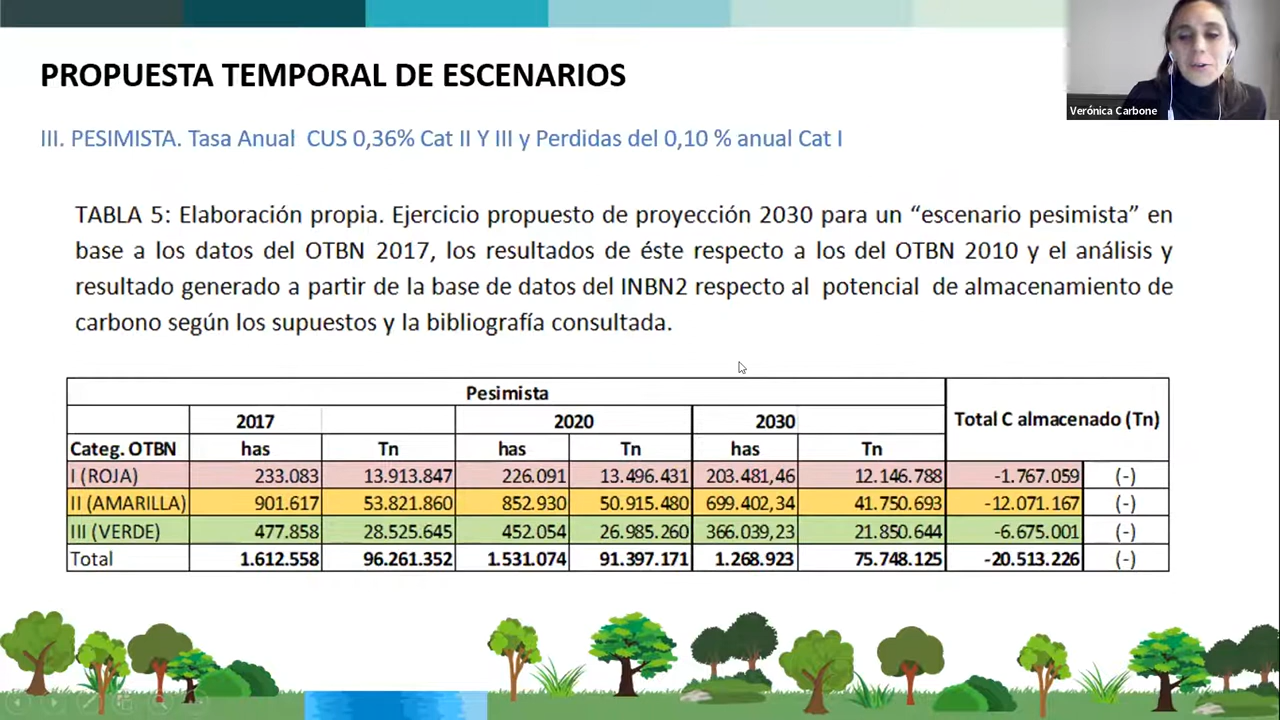 PROPUESTA TEMPORAL DE ESCENARIOS
Verónica Carbone
III. PESIMISTA. Tasa Anual CUS 0,36% Cat II Y III y Perdidas del 0,10 % anual Cat I
TABLA 5: Elaboración propia. Ejercicio propuesto de proyección 2030 para un “escenario pesimista” en
base a los datos del OTBN 2017, los resultados de éste respecto a los del OTBN 2010 y el análisis y
resultado generado a partir de la base de datos del INBN2 respecto al potencial de almacenamiento de
carbono según los supuestos y la bibliografía consultada.
Pesimista
2017 2020 2030 Total C almacenado (Tn)
Categ. OTBN has Tn has Tn has Tn
I (ROJA) 233.083 13.913.847 226.091 13.496.431 203.481,46 12.146.788 -1.767.059 (-)
II (AMARILLA) 901.617 53.821.860 852.930 50.915.480 699.402,34 41.750.693 -12.071.167 (-)
III (VERDE) 477.858 28.525.645 452.054 26.985.260 366.039,23 21.850.644 -6.675.001 (-)
Total 1.612.558 96.261.352 1.531.074 91.397.171 1.268.923 75.748.125 -20.513.226 (-)